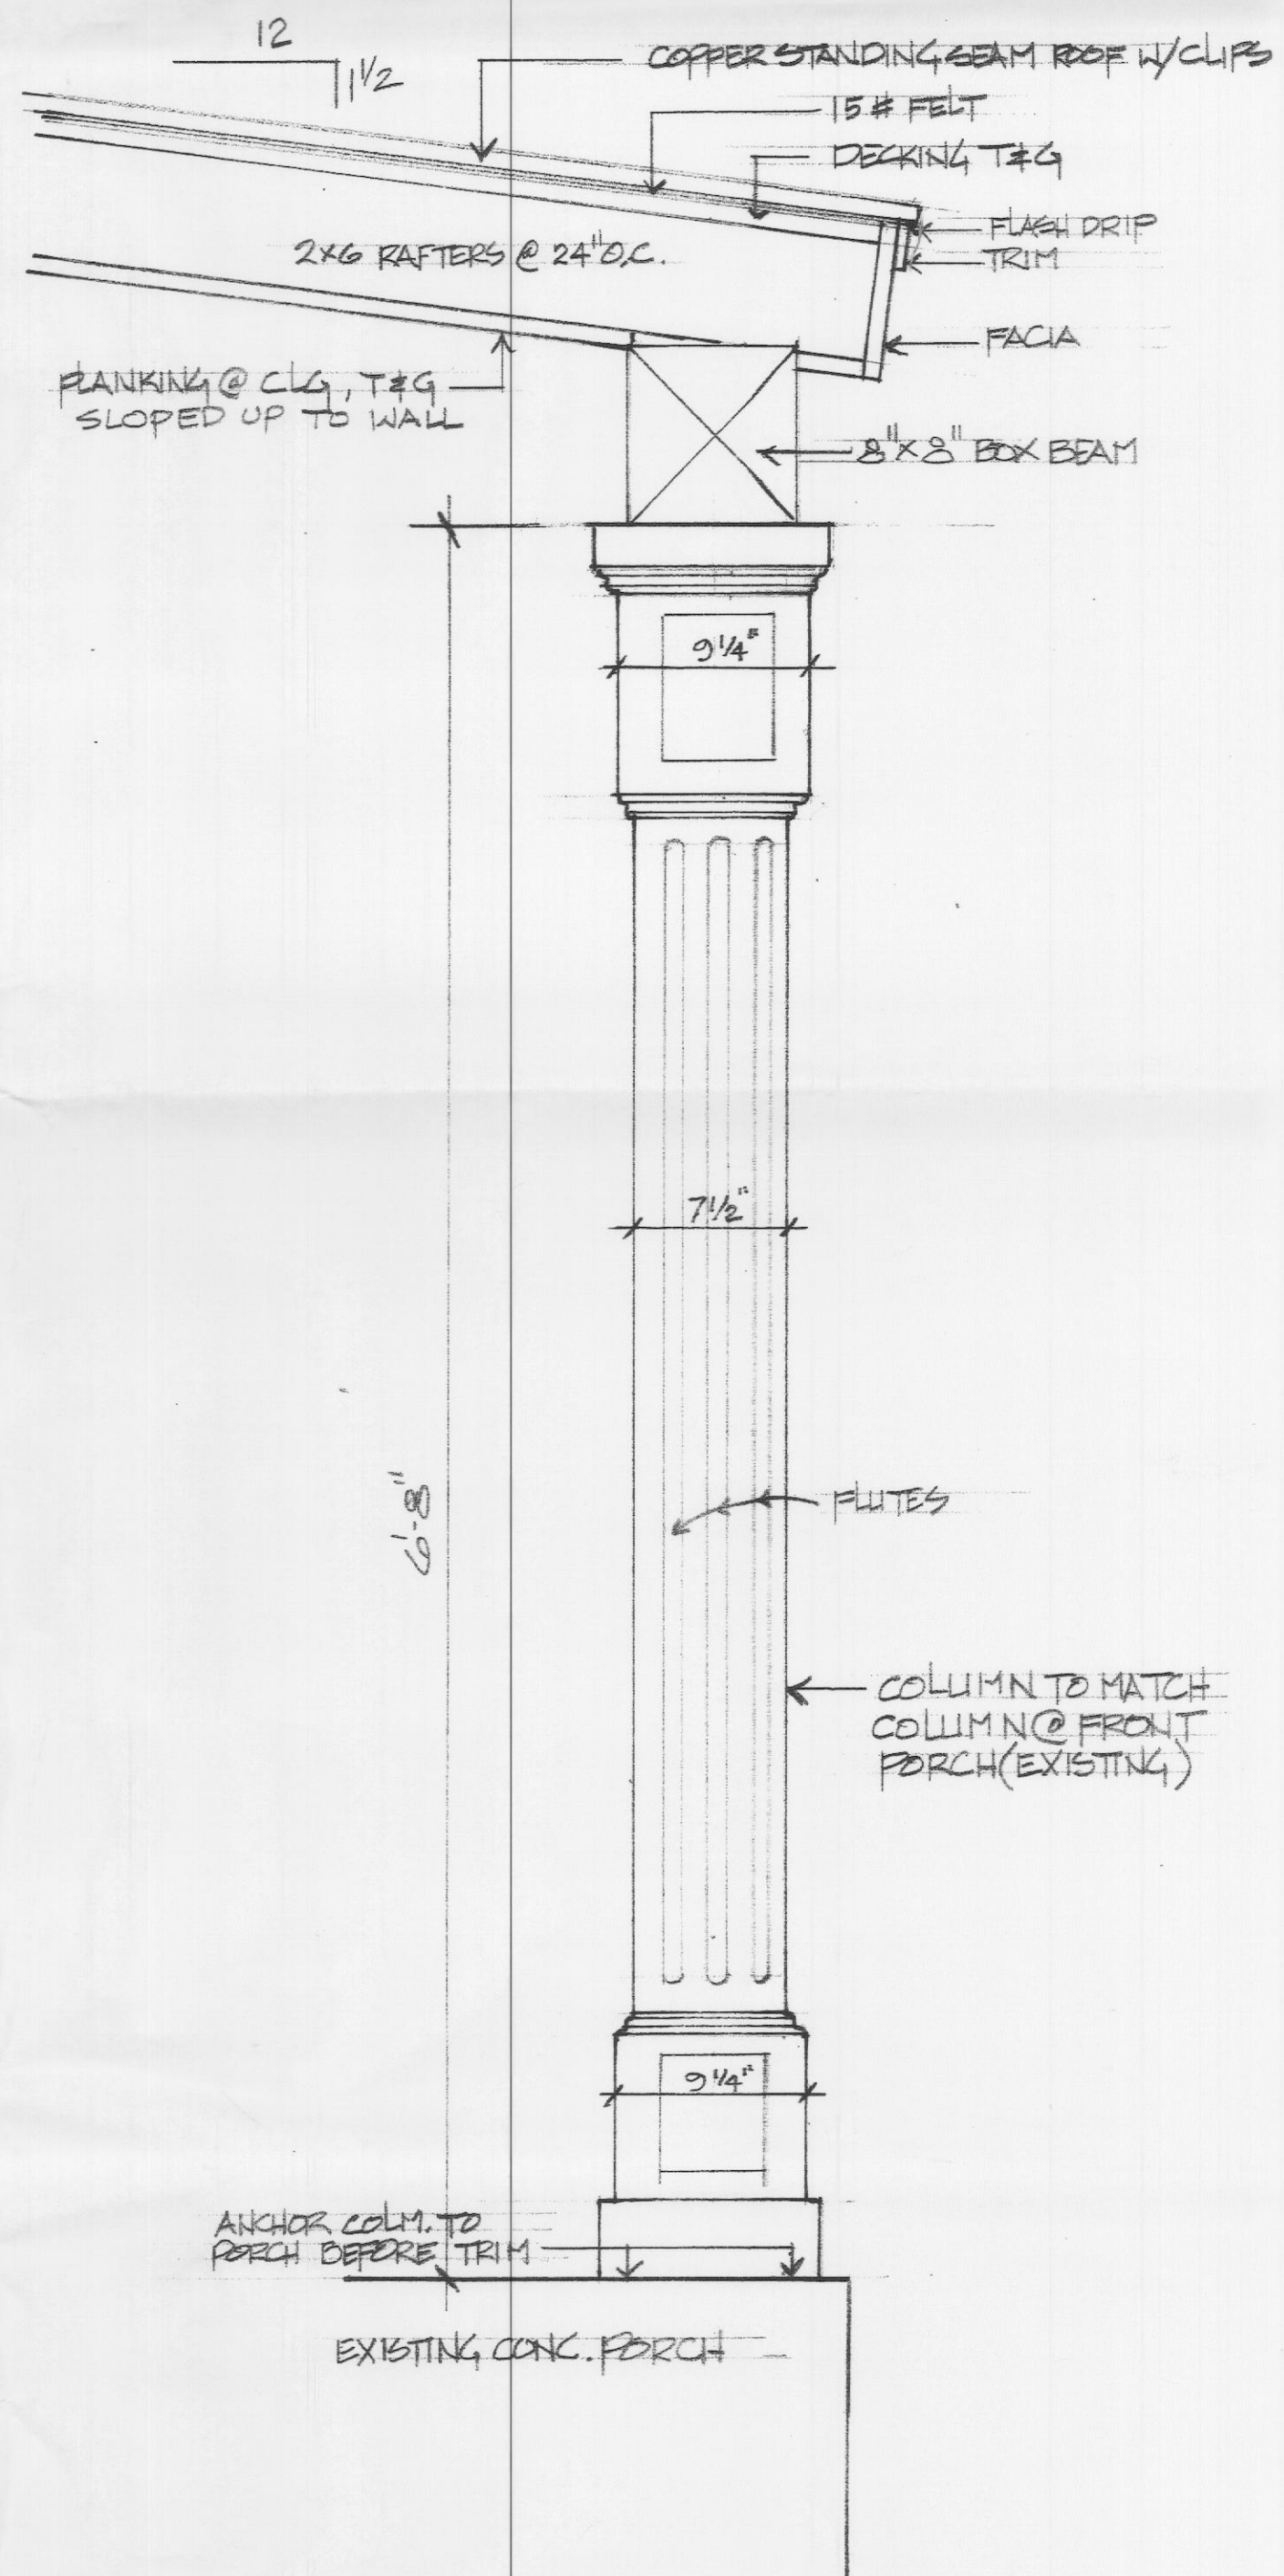 12
1 1/2
COPPER STANDING SEAM ROOF W/CLIPS
15# FELT
DECKING T&G
FLASH DRIP
TRIM
2X6 RAFTERS @ 24" O.C.
FACIA
PLANKING @ CLG, T&G
SLOPED UP TO WALL
8" X 8" BOX BEAM
9 1/4"
7 1/2"
6'-8"
FLUTES
COLUMN TO MATCH
COLUMN @ FRONT
PORCH (EXISTING)
9 1/4"
ANCHOR COLM. TO
PORCH BEFORE TRIM
EXISTING CONC. PORCH